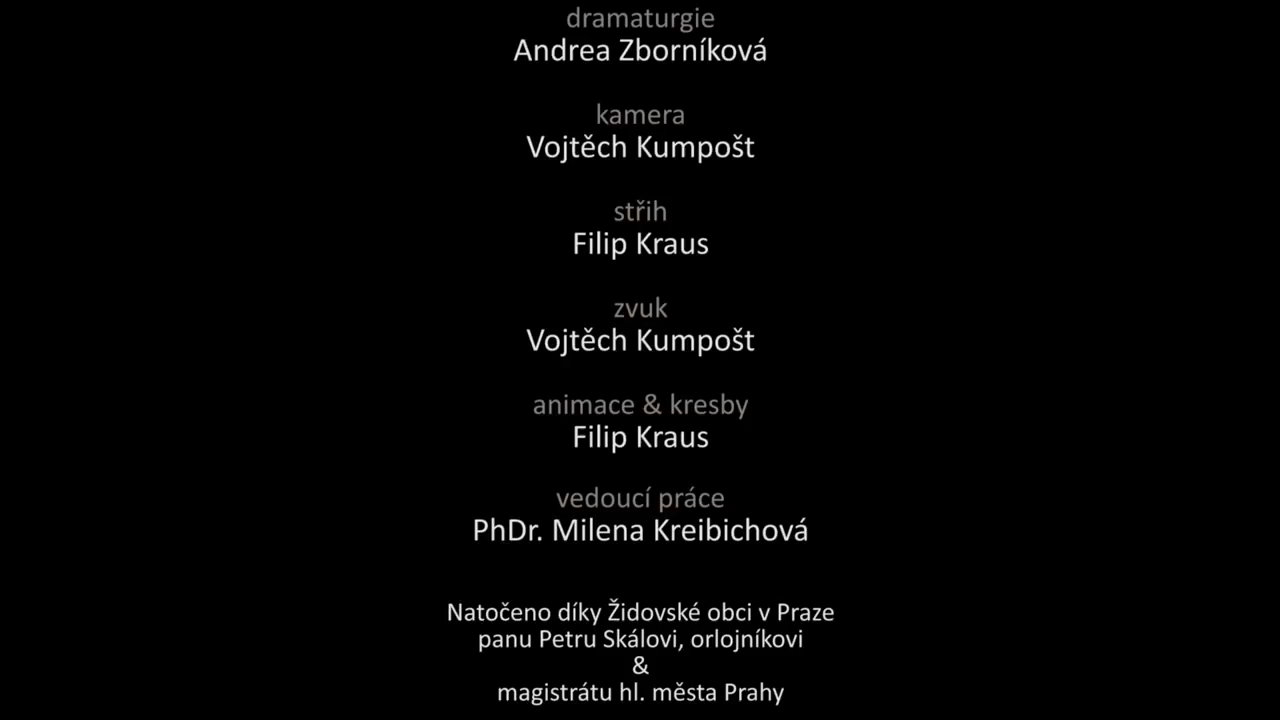 dramaturgie
Andrea Zborníková
kamera
Vojtěch Kumpošt
střih
Filip Kraus
zvuk
Vojtěch Kumpošt
animace & kresby
Filip Kraus
vedoucí práce
PhDr. Milena Kreibichová
Natočeno díky Židovské obci v Praze
panu Petru Skálovi, orlojníkovi
&
magistrátu hl. města Prahy